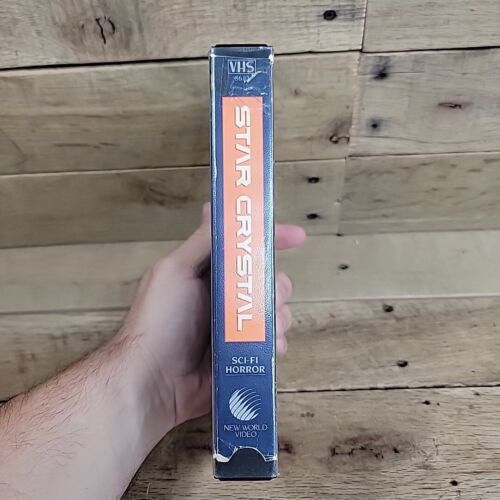 VHS
STAR CRYSTAL
SCI-FI
HORROR
NEW WORLD
VIDEO